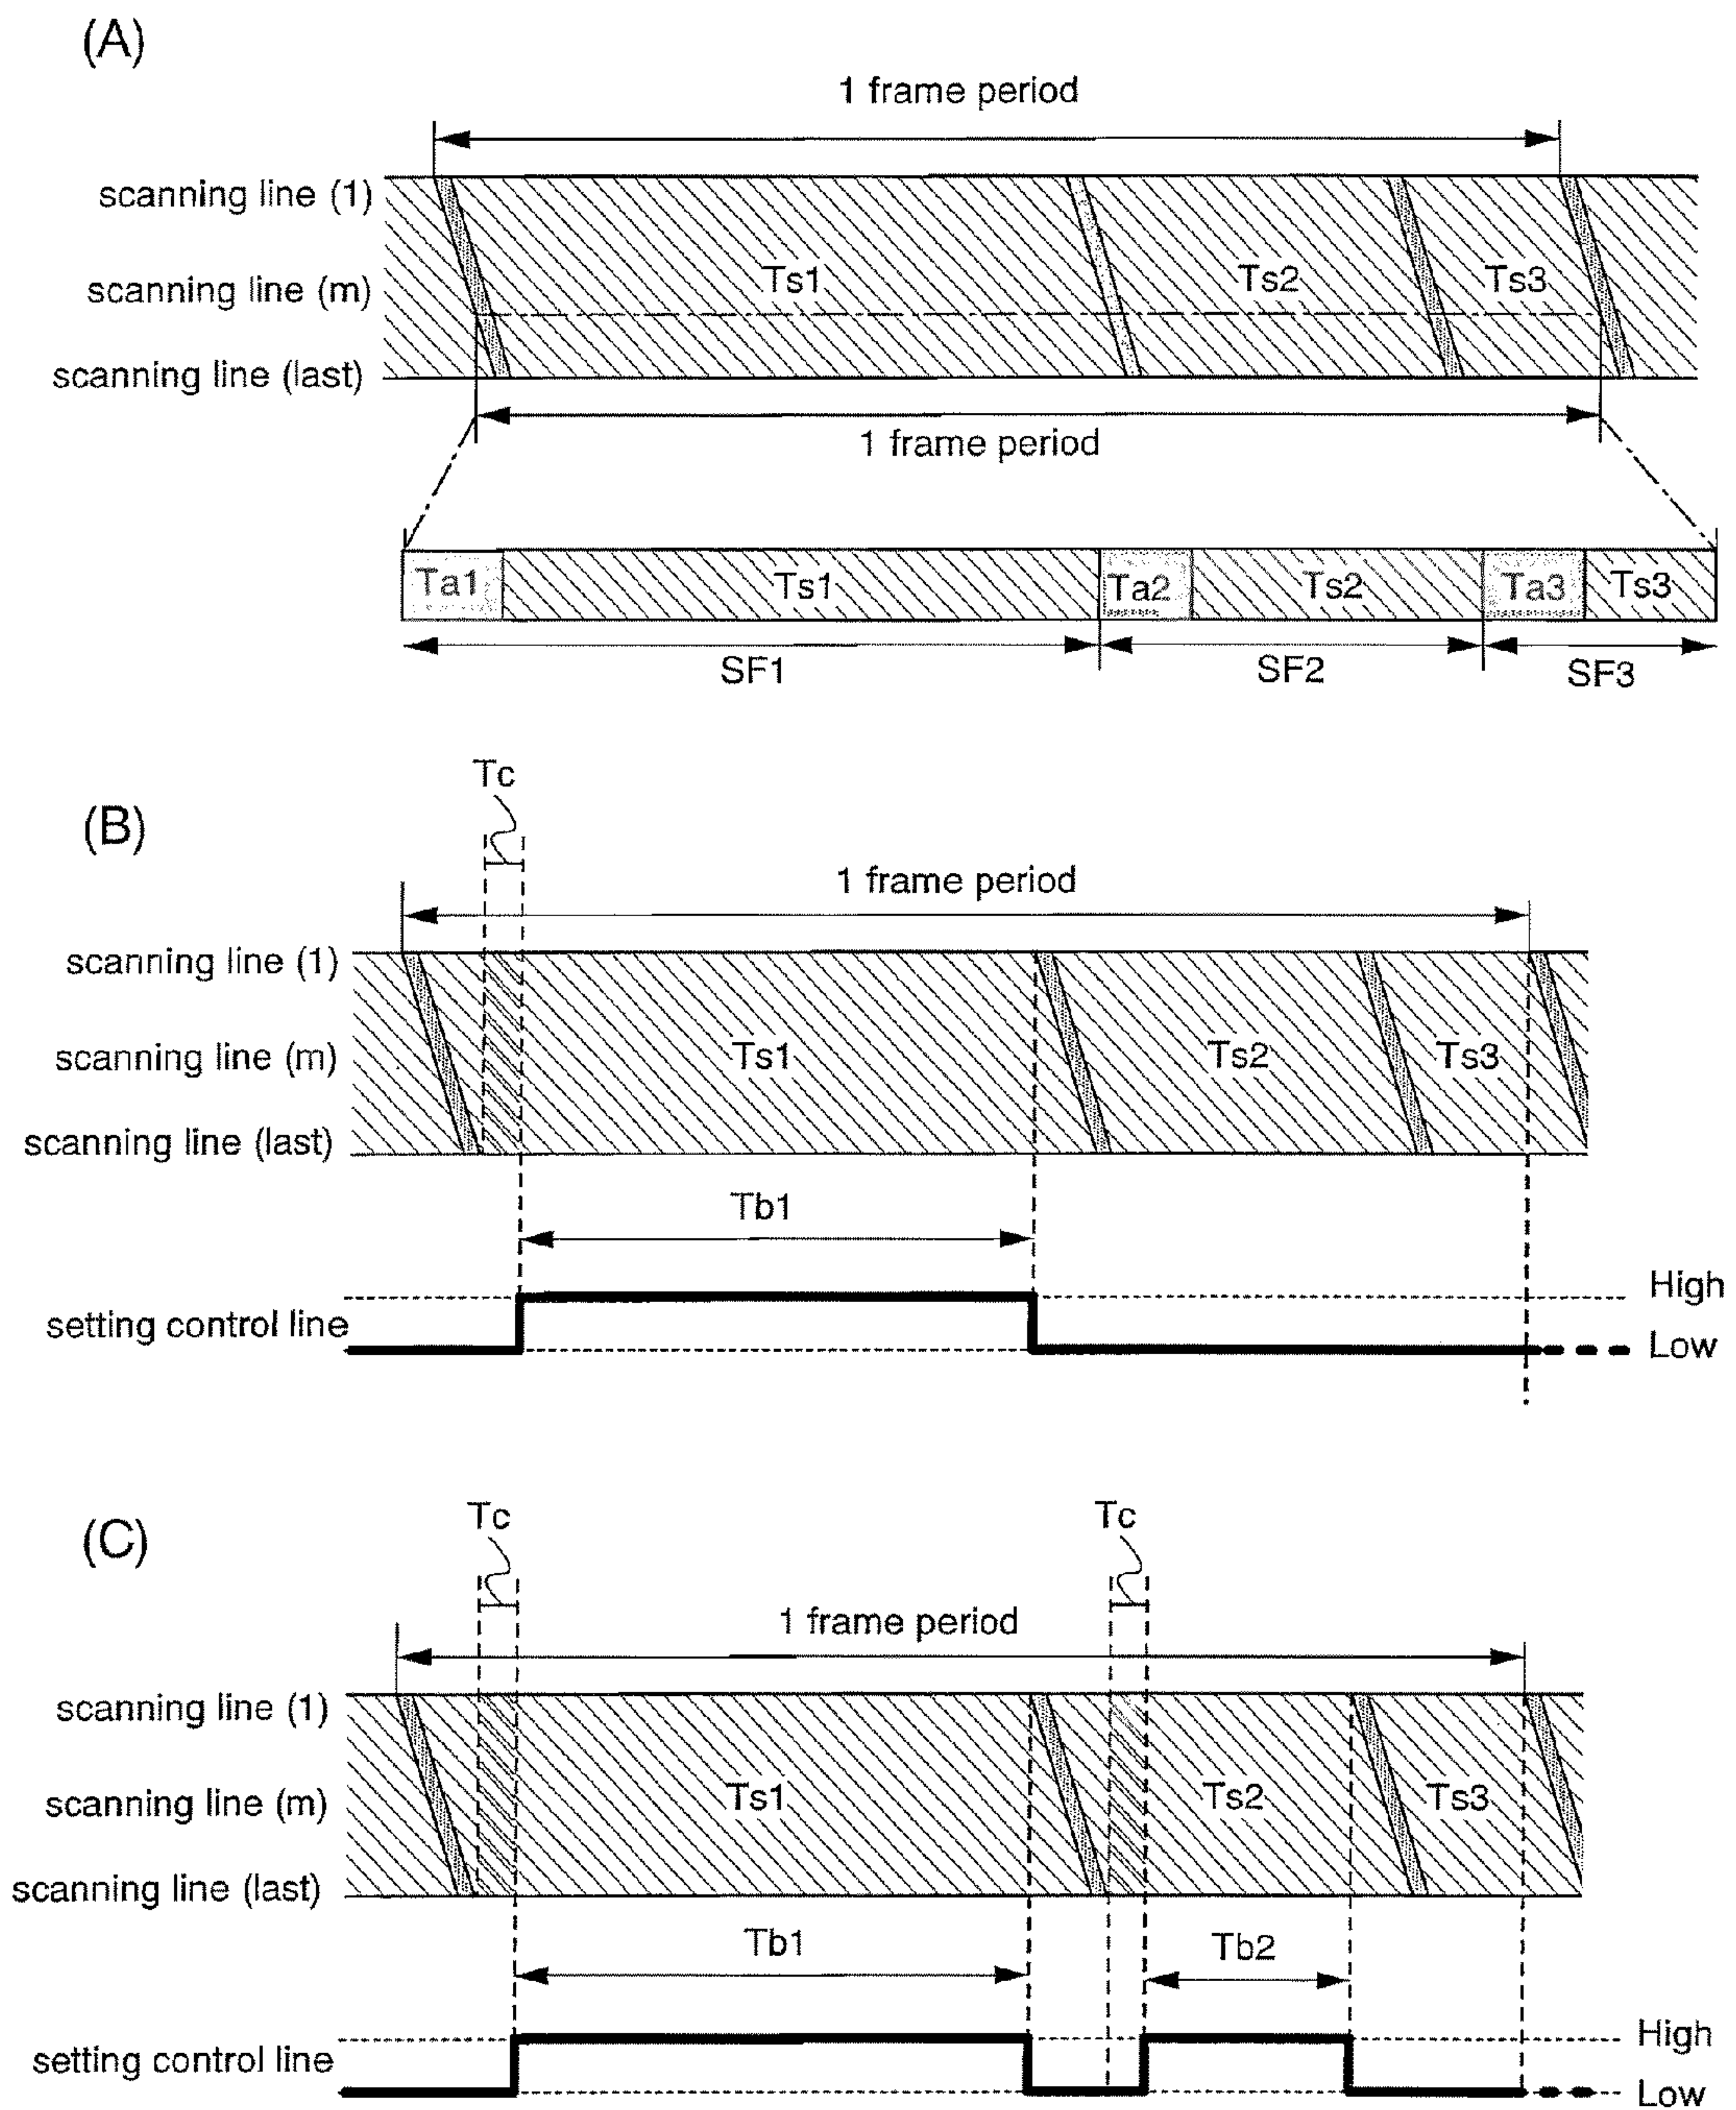 (A)
1 frame period
scanning line (1)
scanning line (m)
scanning line (last)
Ts1
Ts2
Ts3
1 frame period
Ta1
Ts1
Ta2
Ts2
Ta3
Ts3
SF1
SF2
SF3
(B)
Tc
1 frame period
scanning line (1)
scanning line (m)
scanning line (last)
Ts1
Ts2
Ts3
Tb1
setting control line
High
Low
(C)
Tc
Tc
1 frame period
scanning line (1)
scanning line (m)
scanning line (last)
Ts1
Ts2
Ts3
Tb1
Tb2
setting control line
High
Low